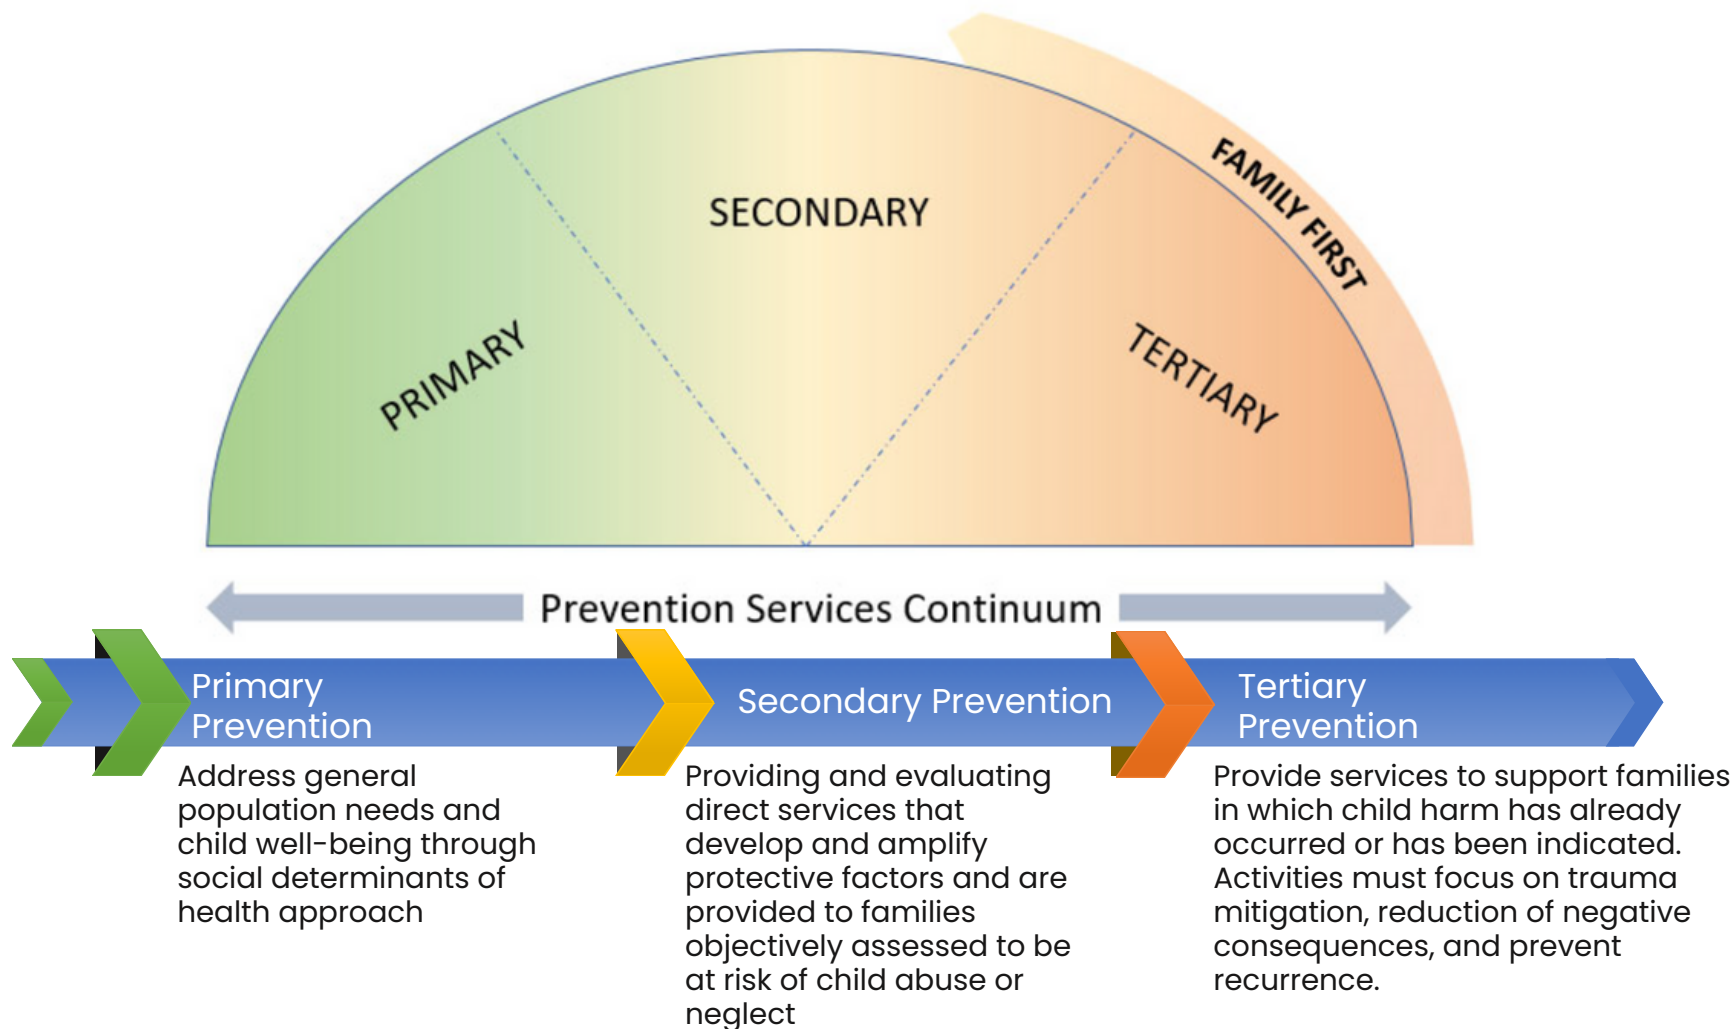 FAMILY FIRST
SECONDARY
PRIMARY
TERTIARY
Prevention Services Continuum
Primary
Prevention
Address general
population needs and
child well-being through
social determinants of
health approach
Secondary Prevention
Providing and evaluating
direct services that
develop and amplify
protective factors and are
provided to families
objectively assessed to be
at risk of child abuse or
neglect
Tertiary
Prevention
Provide services to support families
in which child harm has already
occurred or has been indicated.
Activities must focus on trauma
mitigation, reduction of negative
consequences, and prevent
recurrence.